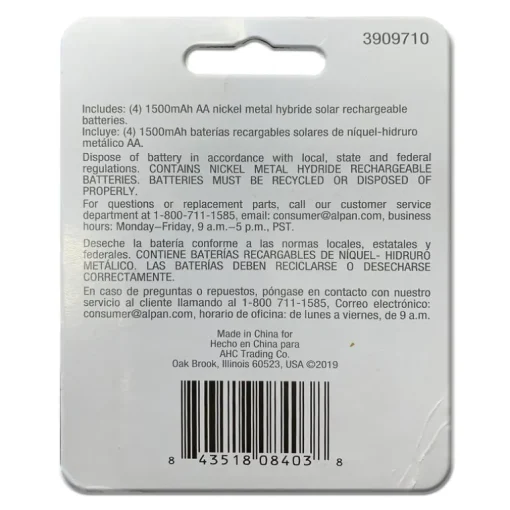 3909710
Includes: (4) 1500mAh AA nickel metal hybride solar rechargeable
batteries.
Incluye: (4) 1500mAh baterias recargables solares de níquel-hidruro
metálico AA.
Dispose of battery in accordance with local, state and federal
regulations. CONTAINS NICKEL METAL HYDRIDE RECHARGEABLE
BATTERIES. BATTERIES MUST BE RECYCLED OR DISPOSED OF
PROPERLY.
For questions or replacement parts, call our customer service
department at 1-800-711-1585, email: consumer@alpan.com, business
hours: Monday–Friday, 9 a.m.–5 p.m., PST.
Deseche la batería conforme a las normas locales, estatales y
federales. CONTIENE BATERÍAS RECARGABLES DE NÍQUEL- HIDRURO
METÁLICO. LAS BATERÍAS DEBEN RECICLARSE O DESECHARSE
CORRECTAMENTE.
En caso de preguntas o repuestos, póngase en contacto con nuestro
servicio al cliente llamando al 1-800 711-1585, Correo electrónico:
consumer@alpan.com, horario de oficina: de lunes a viernes, de 9 a.m.
Made in China for
Hecho en China para
AHC Trading Co.
Oak Brook, Illinois 60523, USA ©2019
8 43518 08403 8